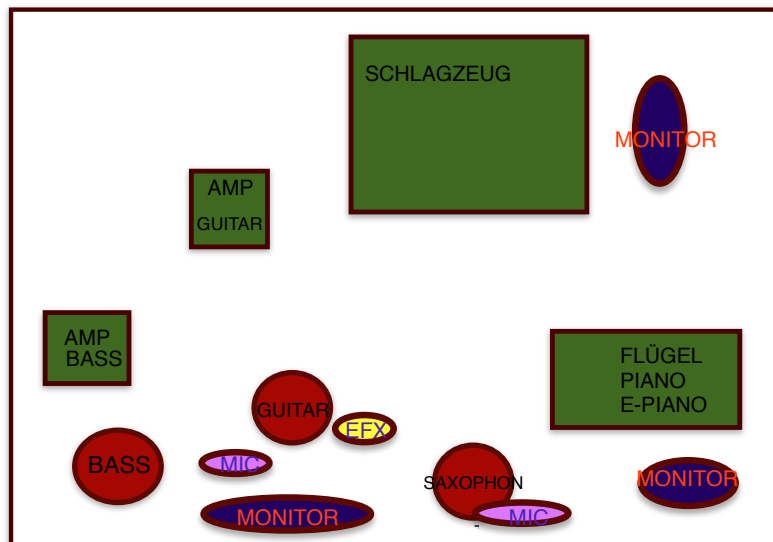 SCHLAGZEUG
MONITOR
AMP
GUITAR
AMP
BASS
FLÜGEL
PIANO
E-PIANO
GUITAR
EFX
BASS
MIC
SAXOPHON
MONITOR
MONITOR
MIC
-